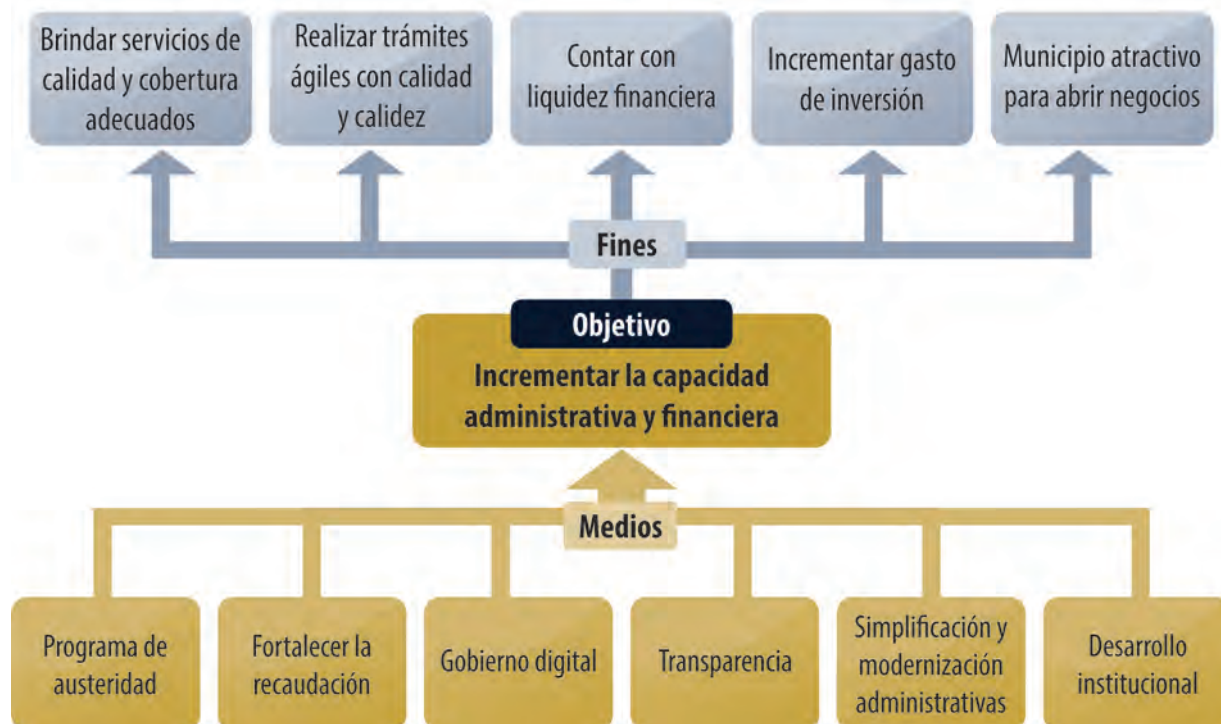 Brindar servicios de
calidad y cobertura
adecuados
Realizar trámites
ágiles con calidad
y calidez
Contar con
liquidez financiera
Incrementar gasto
de inversión
Municipio atractivo
para abrir negocios
Fines
Objetivo
Incrementar la capacidad
administrativa y financiera
Medios
Programa de
austeridad
Fortalecer la
recaudación
Gobierno digital
Transparencia
Simplificación y
modernización
administrativas
Desarrollo
institucional